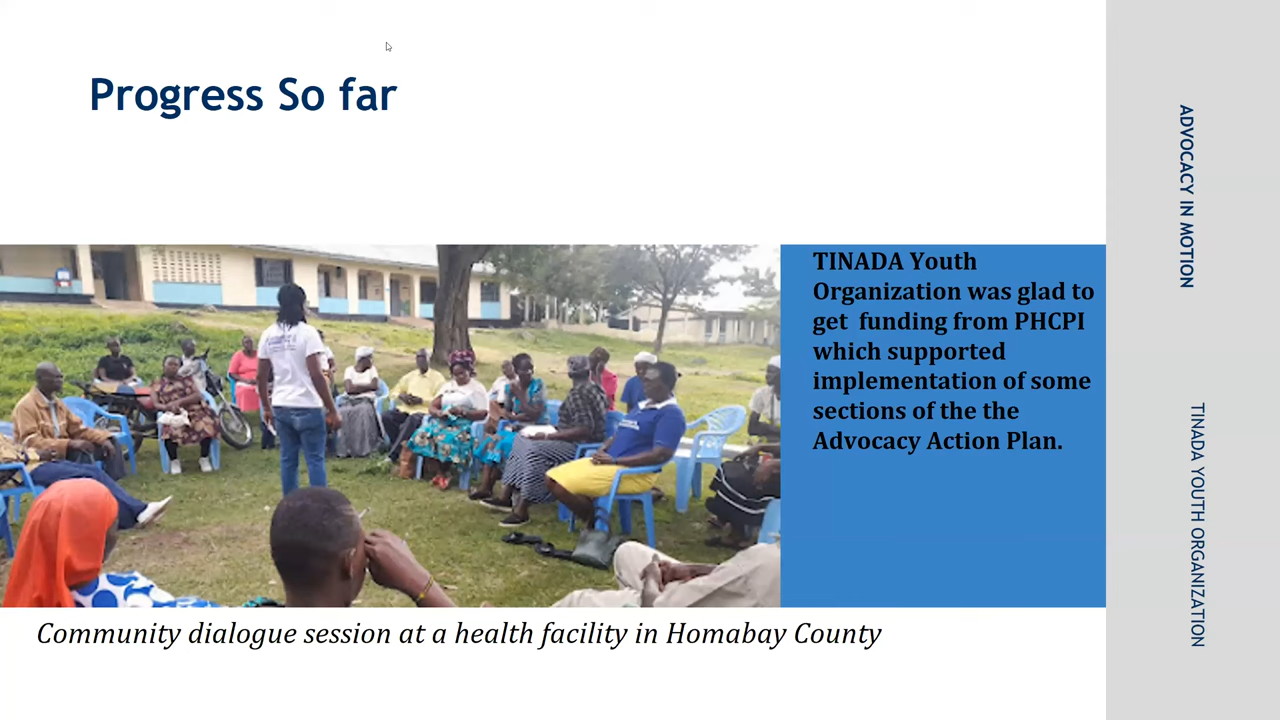 Progress So far
TINADA Youth
Organization was glad to
get funding from PHCPI
which supported
implementation of some
sections of the the
Advocacy Action Plan.
Community dialogue session at a health facility in Homabay County
ADVOCACY IN MOTION
TINADA YOUTH ORGANIZATION